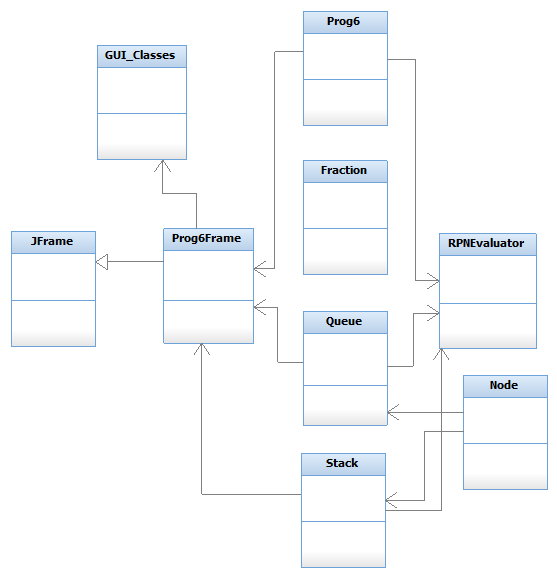 Prog6
GUI_Classes
Fraction
JFrame
Prog6Frame
RPNEvaluator
Queue
Node
Stack